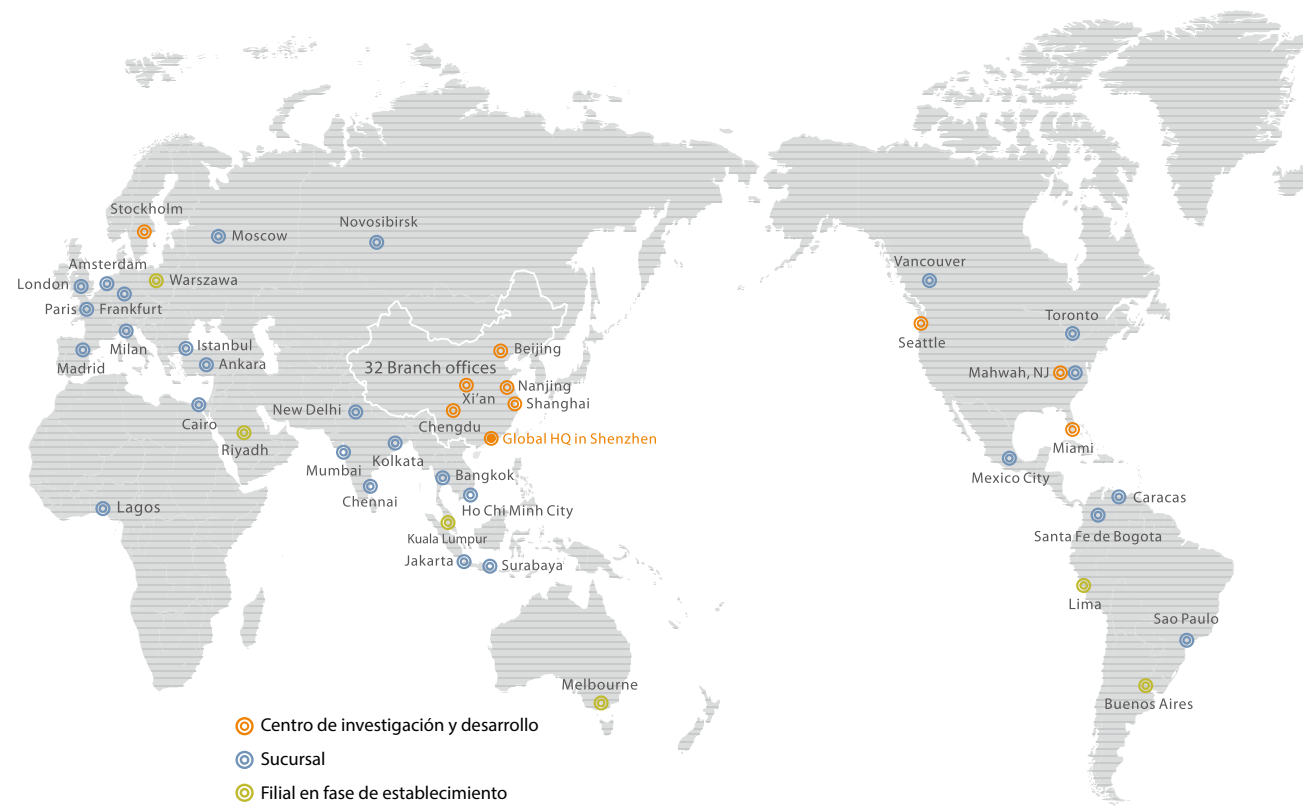 Stockholm
Novosibirsk
Moscow
Amsterdam
London
Warszawa
Paris
Frankfurt
Milan
Madrid
Istanbul
Ankara
Cairo
Riyadh
Lagos
32 Branch offices
Beijing
Xi'an
Nanjing
Shanghai
Chengdu
Global HQ in Shenzhen
New Delhi
Mumbai
Kolkata
Chennai
Bangkok
Ho Chi Minh City
Kuala Lumpur
Jakarta
Surabaya
Melbourne
Vancouver
Seattle
Toronto
Mahwah, NJ
Miami
Mexico City
Caracas
Santa Fe de Bogota
Lima
Sao Paulo
Buenos Aires
Centro de investigación y desarrollo
Sucursal
Filial en fase de establecimiento